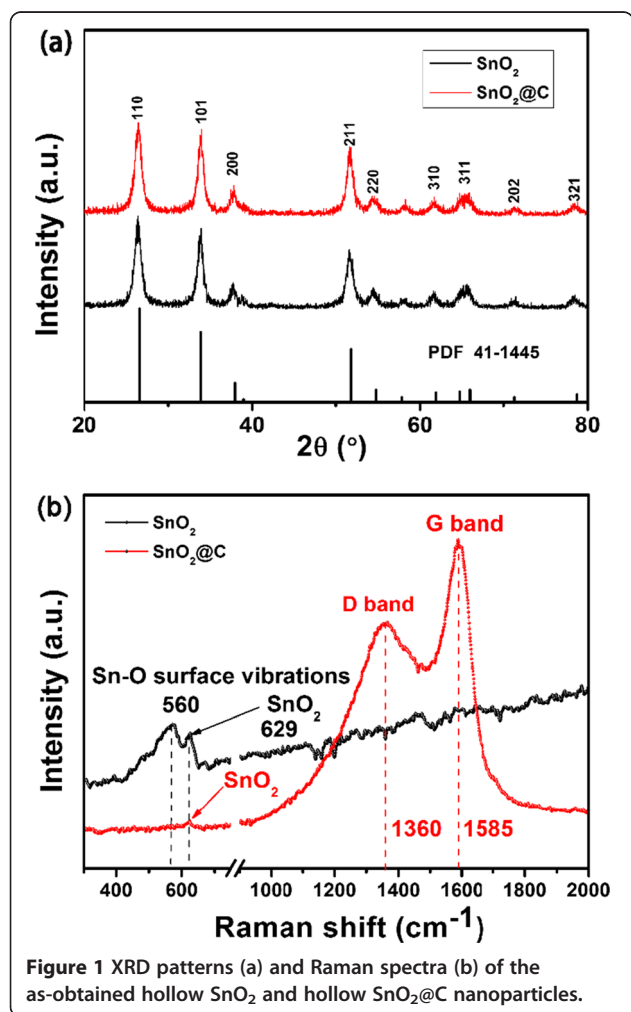 (a)
SnO₂
SnO₂@C
110
101
200
211
220
310
311
202
321
Intensity (a.u.)
PDF 41-1445
20 40 60 80
2θ (°)
(b)
SnO₂
SnO₂@C
G band
D band
Sn-O surface vibrations
560
SnO₂
629
SnO₂
1360
1585
Intensity (a.u.)
400 600 1000 1200 1400 1600 1800 2000
Raman shift (cm⁻¹)
Figure 1 XRD patterns (a) and Raman spectra (b) of the
as-obtained hollow SnO₂ and hollow SnO₂@C nanoparticles.